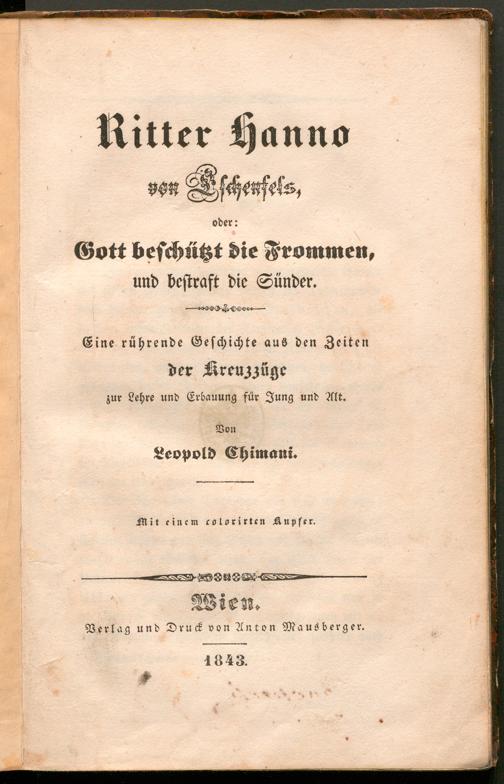 Ritter Hanno
von Eschenfels,
oder:
Gott beschützt die Frommen,
und bestraft die Sünder.
Eine rührende Geschichte aus den Zeiten
der Kreuzzüge
zur Lehre und Erbauung für Jung und Alt.
Von
Leopold Chimani.
Mit einem colorirten Kupfer.
Wien.
Verlag und Druck von Anton Mausberger.
1843.